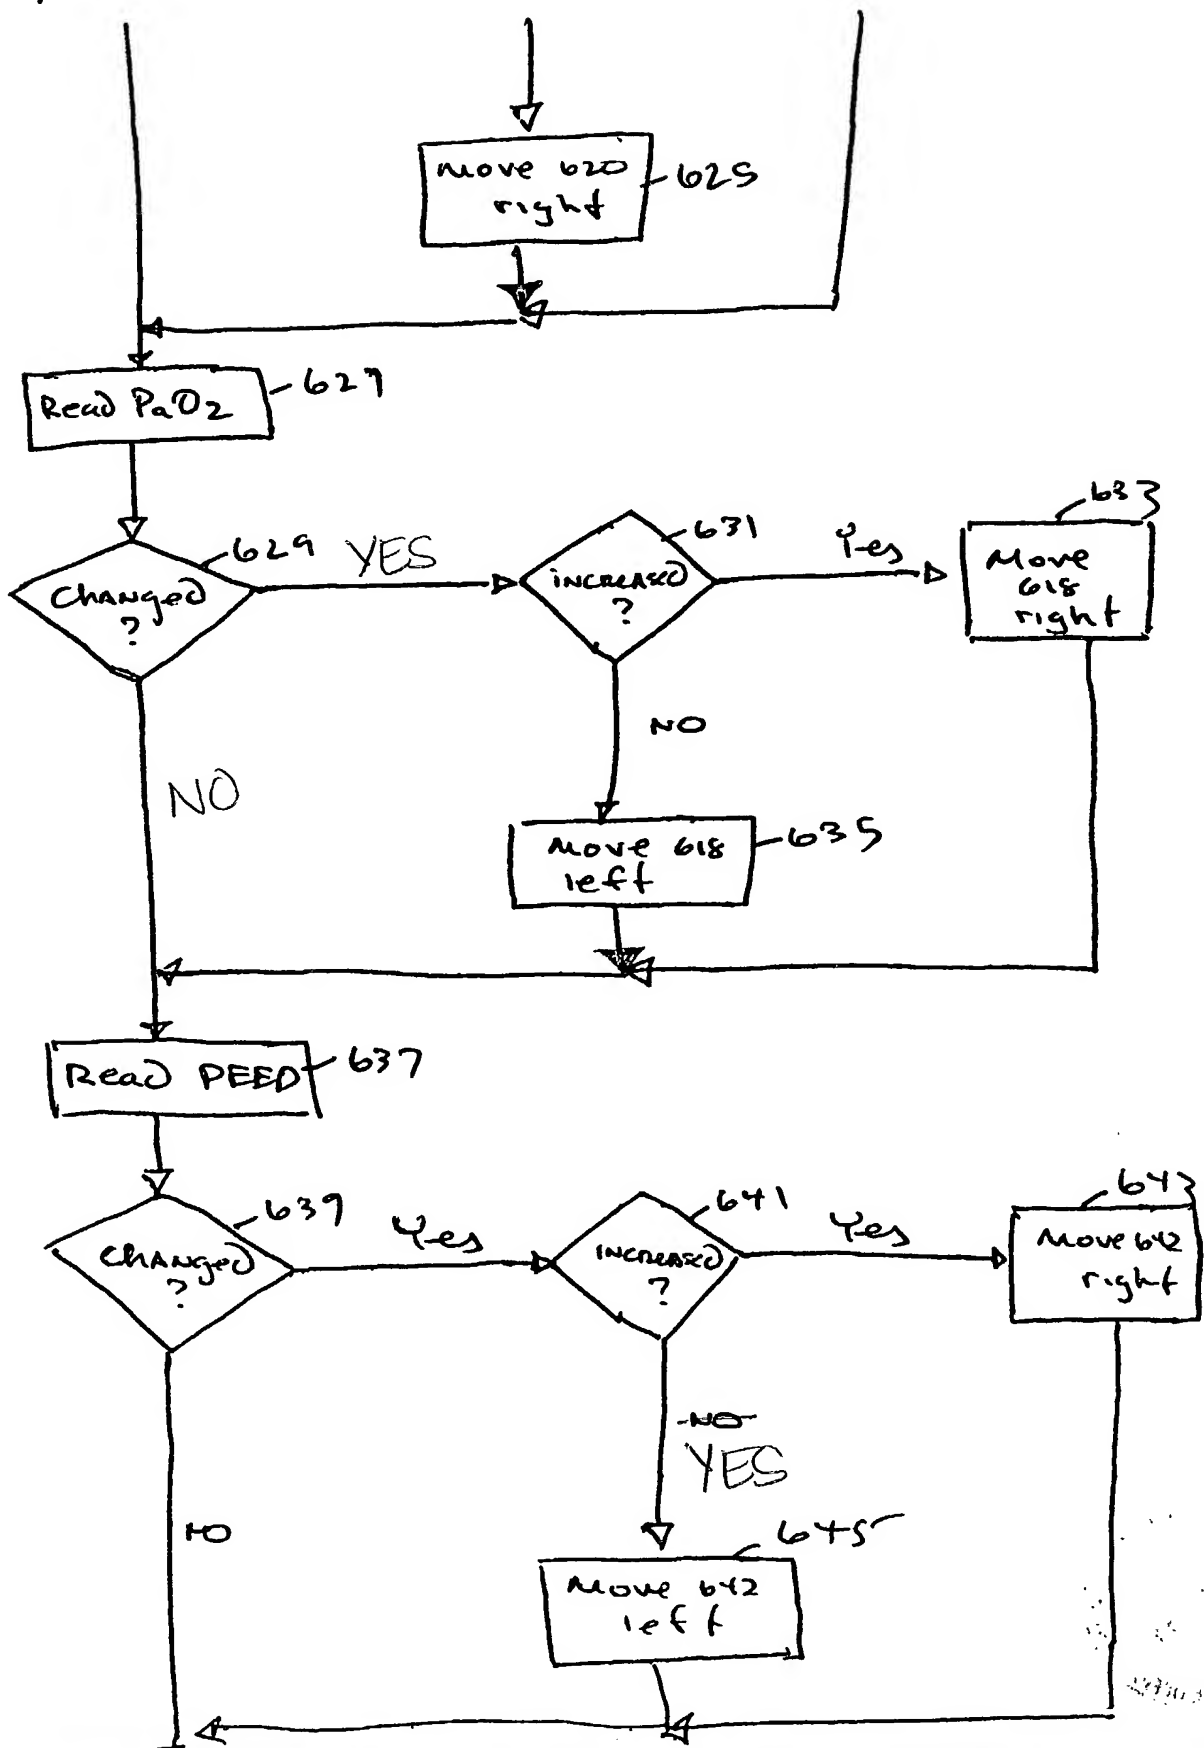 Move 620
right
625
Read PaO2
627
Changed
?
629
YES
INCREASED
?
631
Yes
633
Move
618
right
NO
NO
Move 618
left
635
Read PEEP
637
Changed
?
639
Yes
INCREASED
?
641
Yes
643
Move 642
right
NO
YES
NO
645
Move 642
left